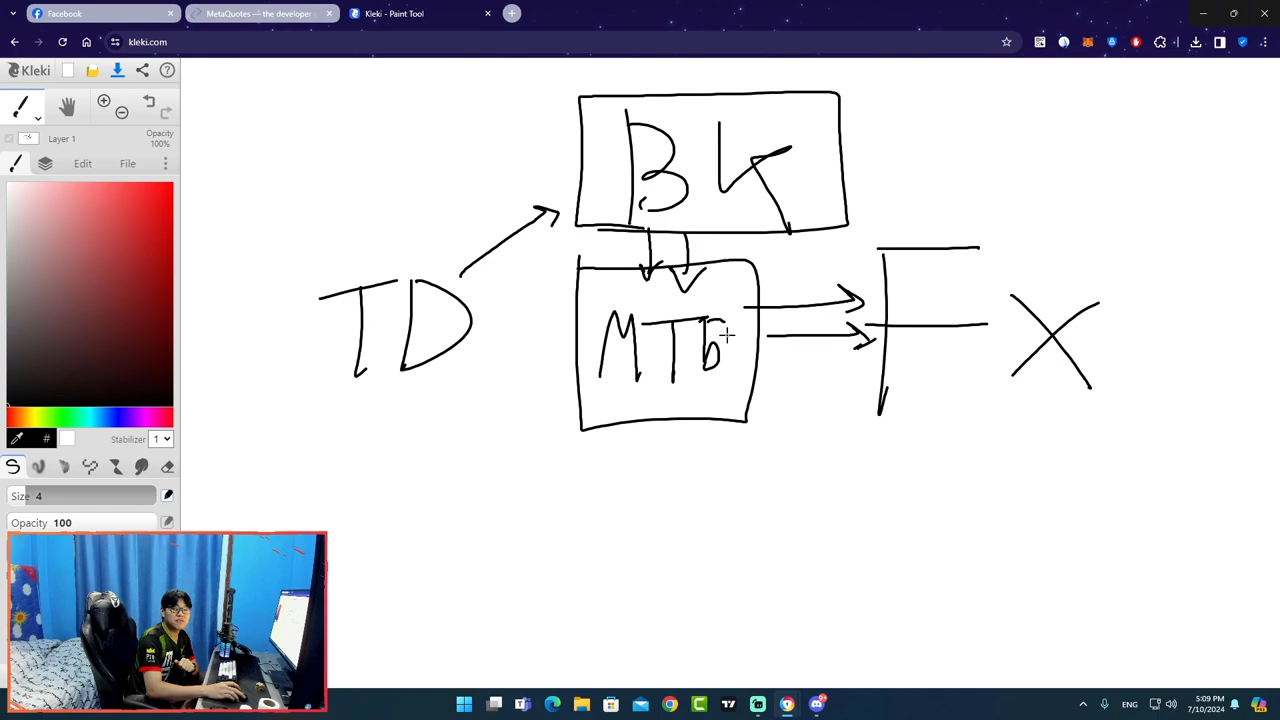 Facebook
MetaQuotes — the developer
Kleki - Paint Tool
kleki.com
Kleki
Layer 1
Opacity
100%
Edit
File
#
Stabilizer
1
Size 4
Opacity 100
BK
TD
MT5
FX
ENG
5:09 PM
7/10/2024